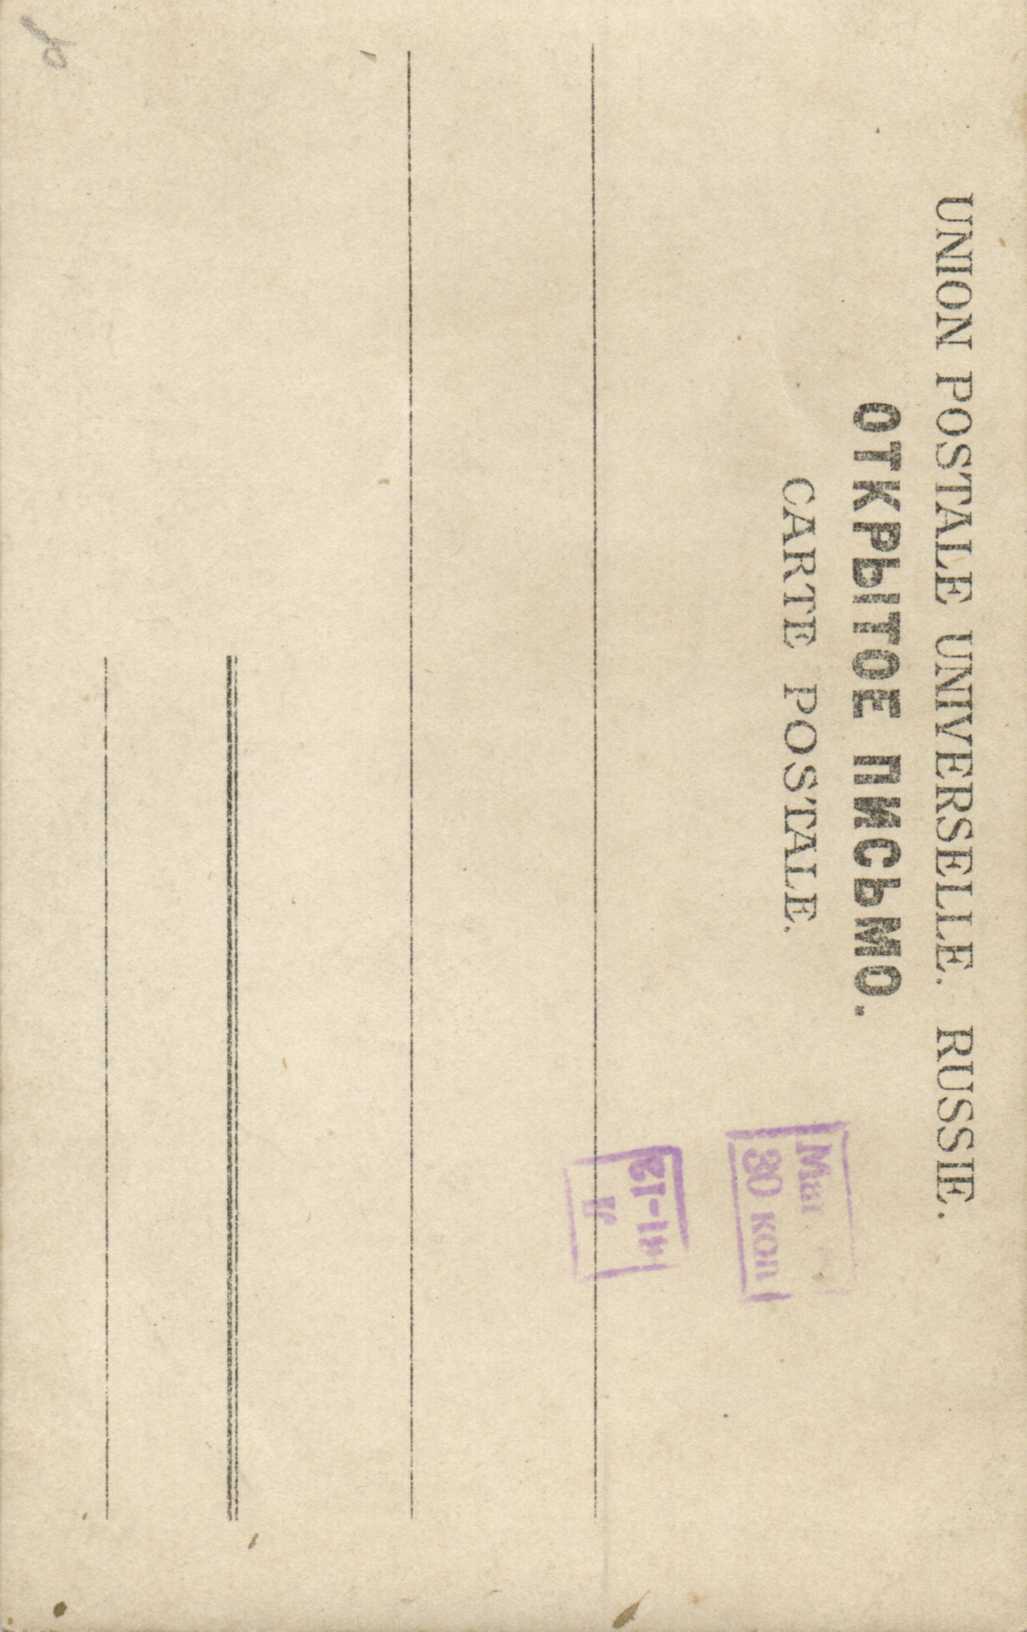 UNION POSTALE UNIVERSELLE. RUSSIE.
ОТКРЫТОЕ ПИСЬМО.
CARTE POSTALE.
30 коп